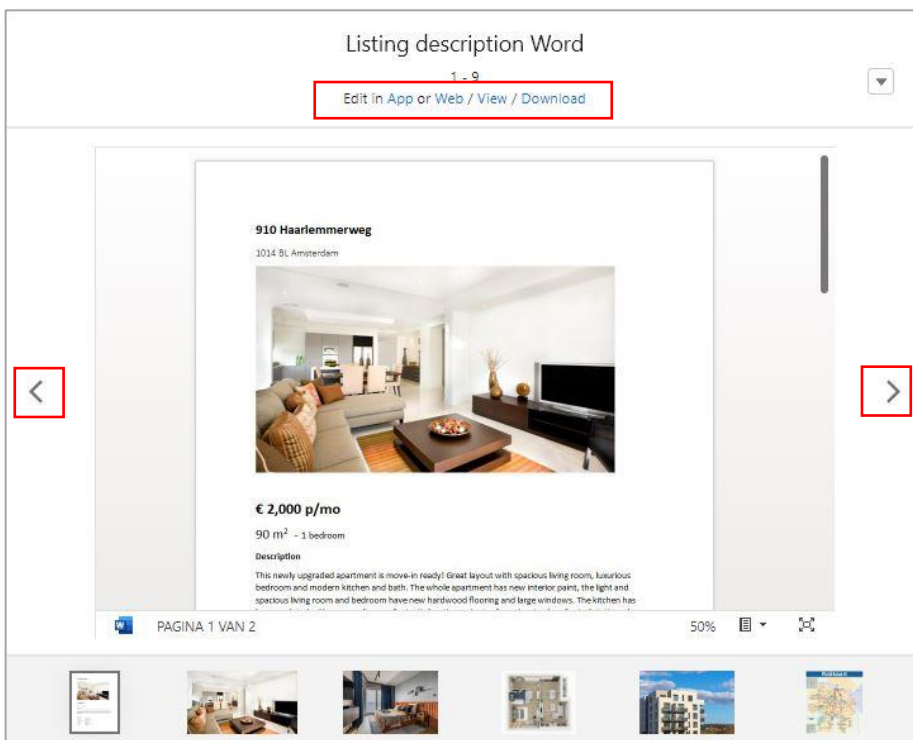 Listing description Word
1 - 9
Edit in App or Web / View / Download
910 Haarlemmerweg
1014 BL Amsterdam
€ 2,000 p/mo
90 m² - 1 bedroom
Description
This newly upgraded apartment is move-in ready! Great layout with spacious living room, luxurious
bedroom and modern kitchen and bath. The whole apartment has new interior paint, the light and
spacious living room and bedroom have new hardwood flooring and large windows. The kitchen has
PAGINA 1 VAN 2
50%